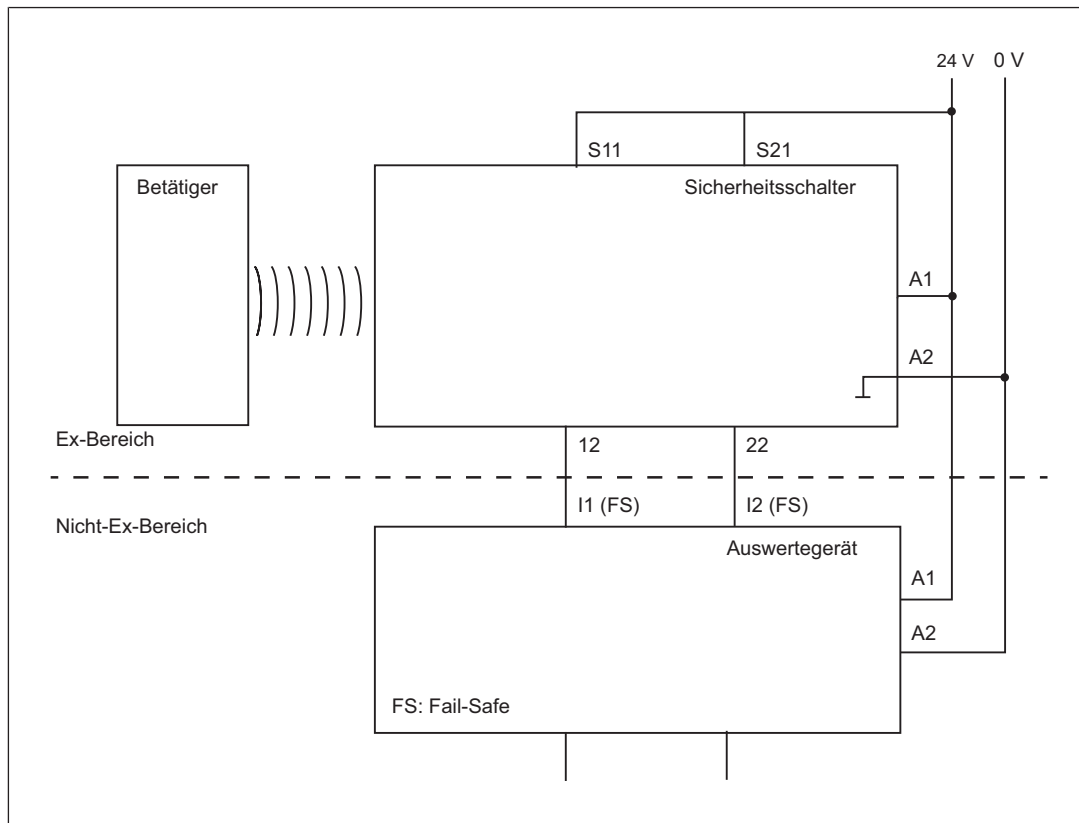 24 V 0 V
S11 S21
Betätiger Sicherheitsschalter
A1
A2
Ex-Bereich 12 22
Nicht-Ex-Bereich I1 (FS) I2 (FS)
Auswertegerät
A1
A2
FS: Fail-Safe